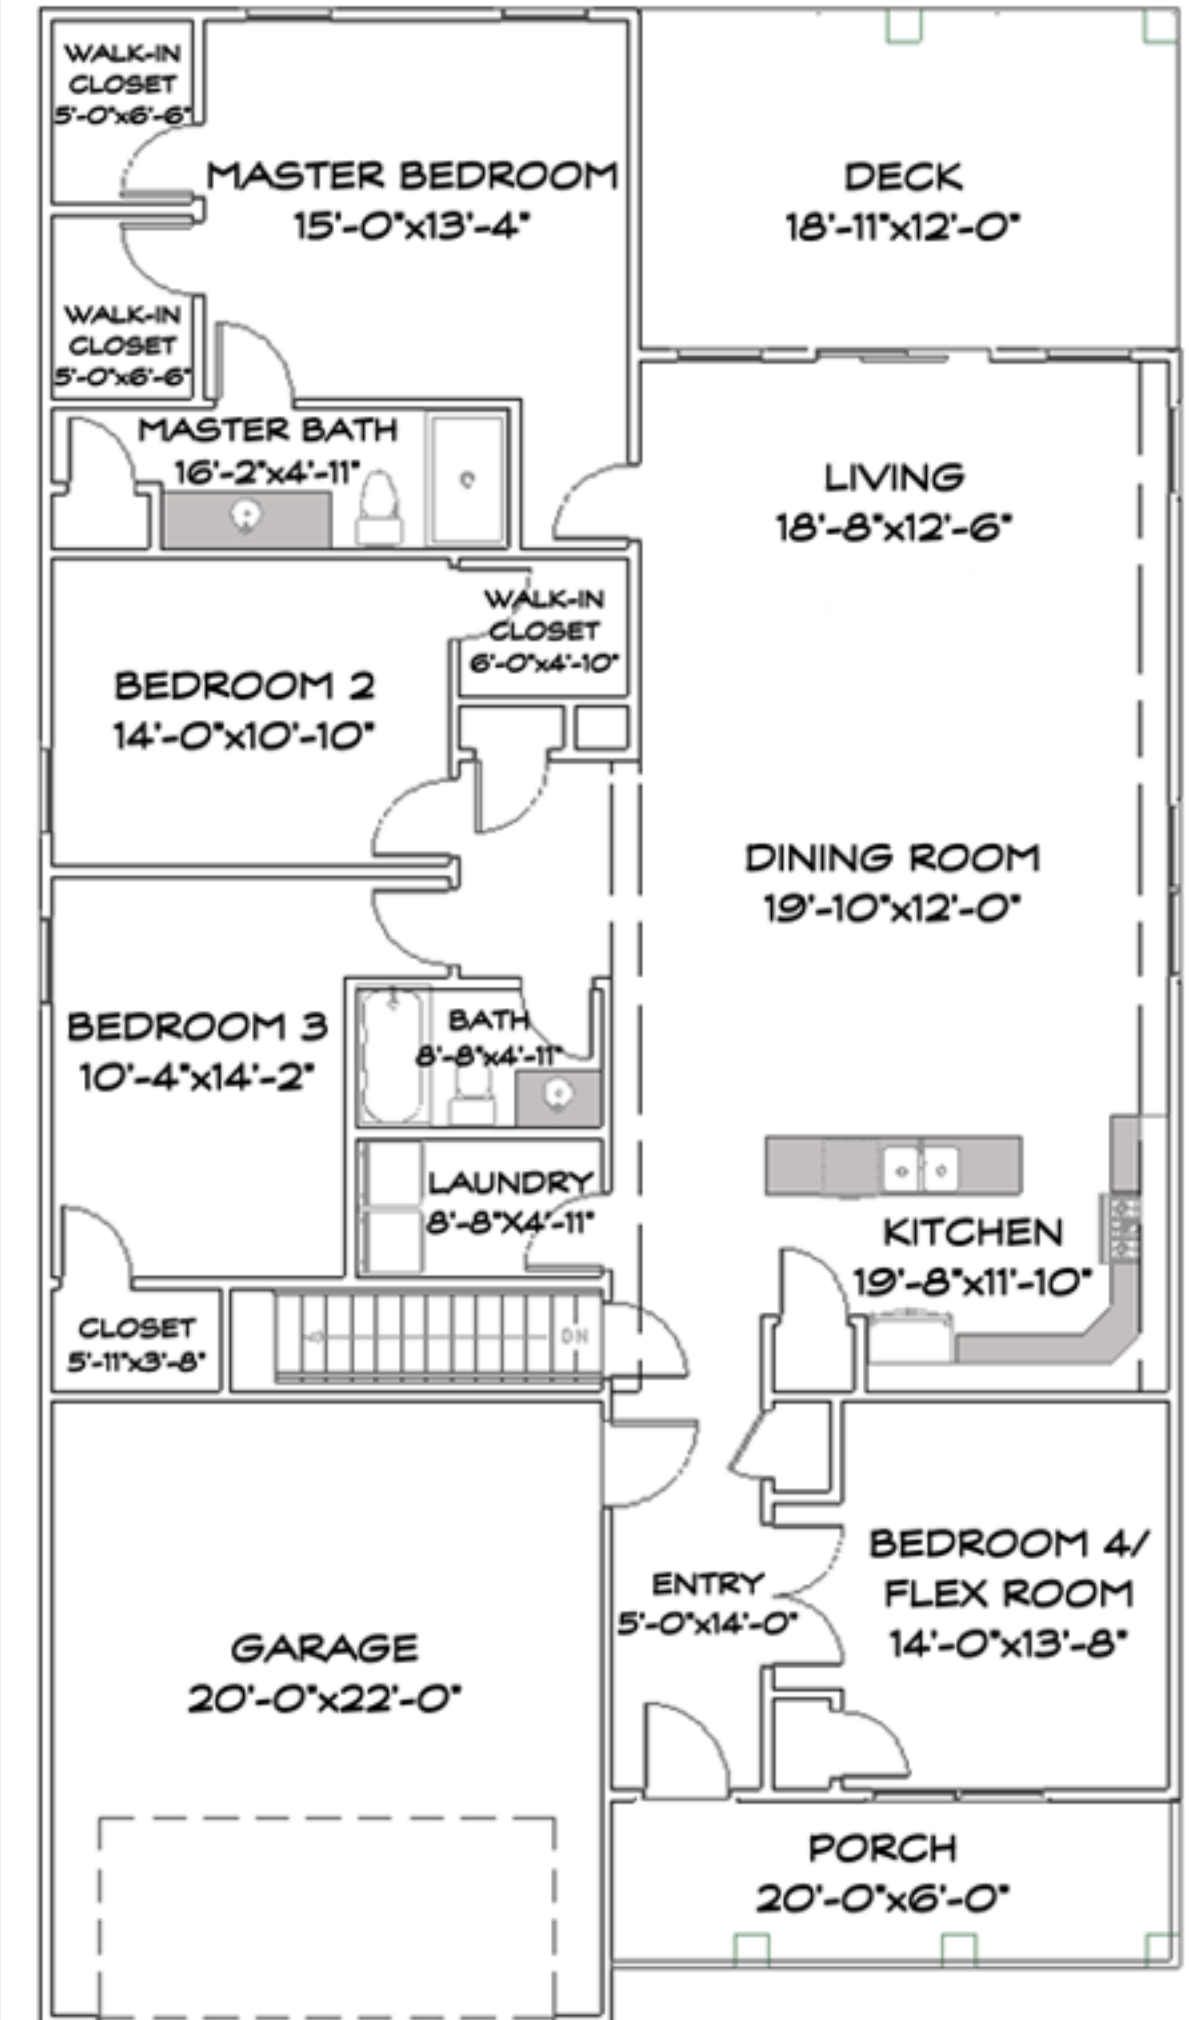 WALK-IN
CLOSET
5'-0"x6'-6"
MASTER BEDROOM
15'-0"x13'-4"
DECK
18'-11"x12'-0"
WALK-IN
CLOSET
5'-0"x6'-6"
MASTER BATH
16'-2"x4'-11"
LIVING
18'-8"x12'-6"
WALK-IN
CLOSET
6'-0"x4'-10"
BEDROOM 2
14'-0"x10'-10"
DINING ROOM
19'-10"x12'-0"
BEDROOM 3
10'-4"x14'-2"
BATH
8'-8"x4'-11"
LAUNDRY
8'-8"X4'-11"
KITCHEN
19'-8"x11'-10"
CLOSET
5'-11"x3'-8"
DN
BEDROOM 4/
FLEX ROOM
14'-0"x13'-8"
ENTRY
5'-0"x14'-0"
GARAGE
20'-0"x22'-0"
PORCH
20'-0"x6'-0"